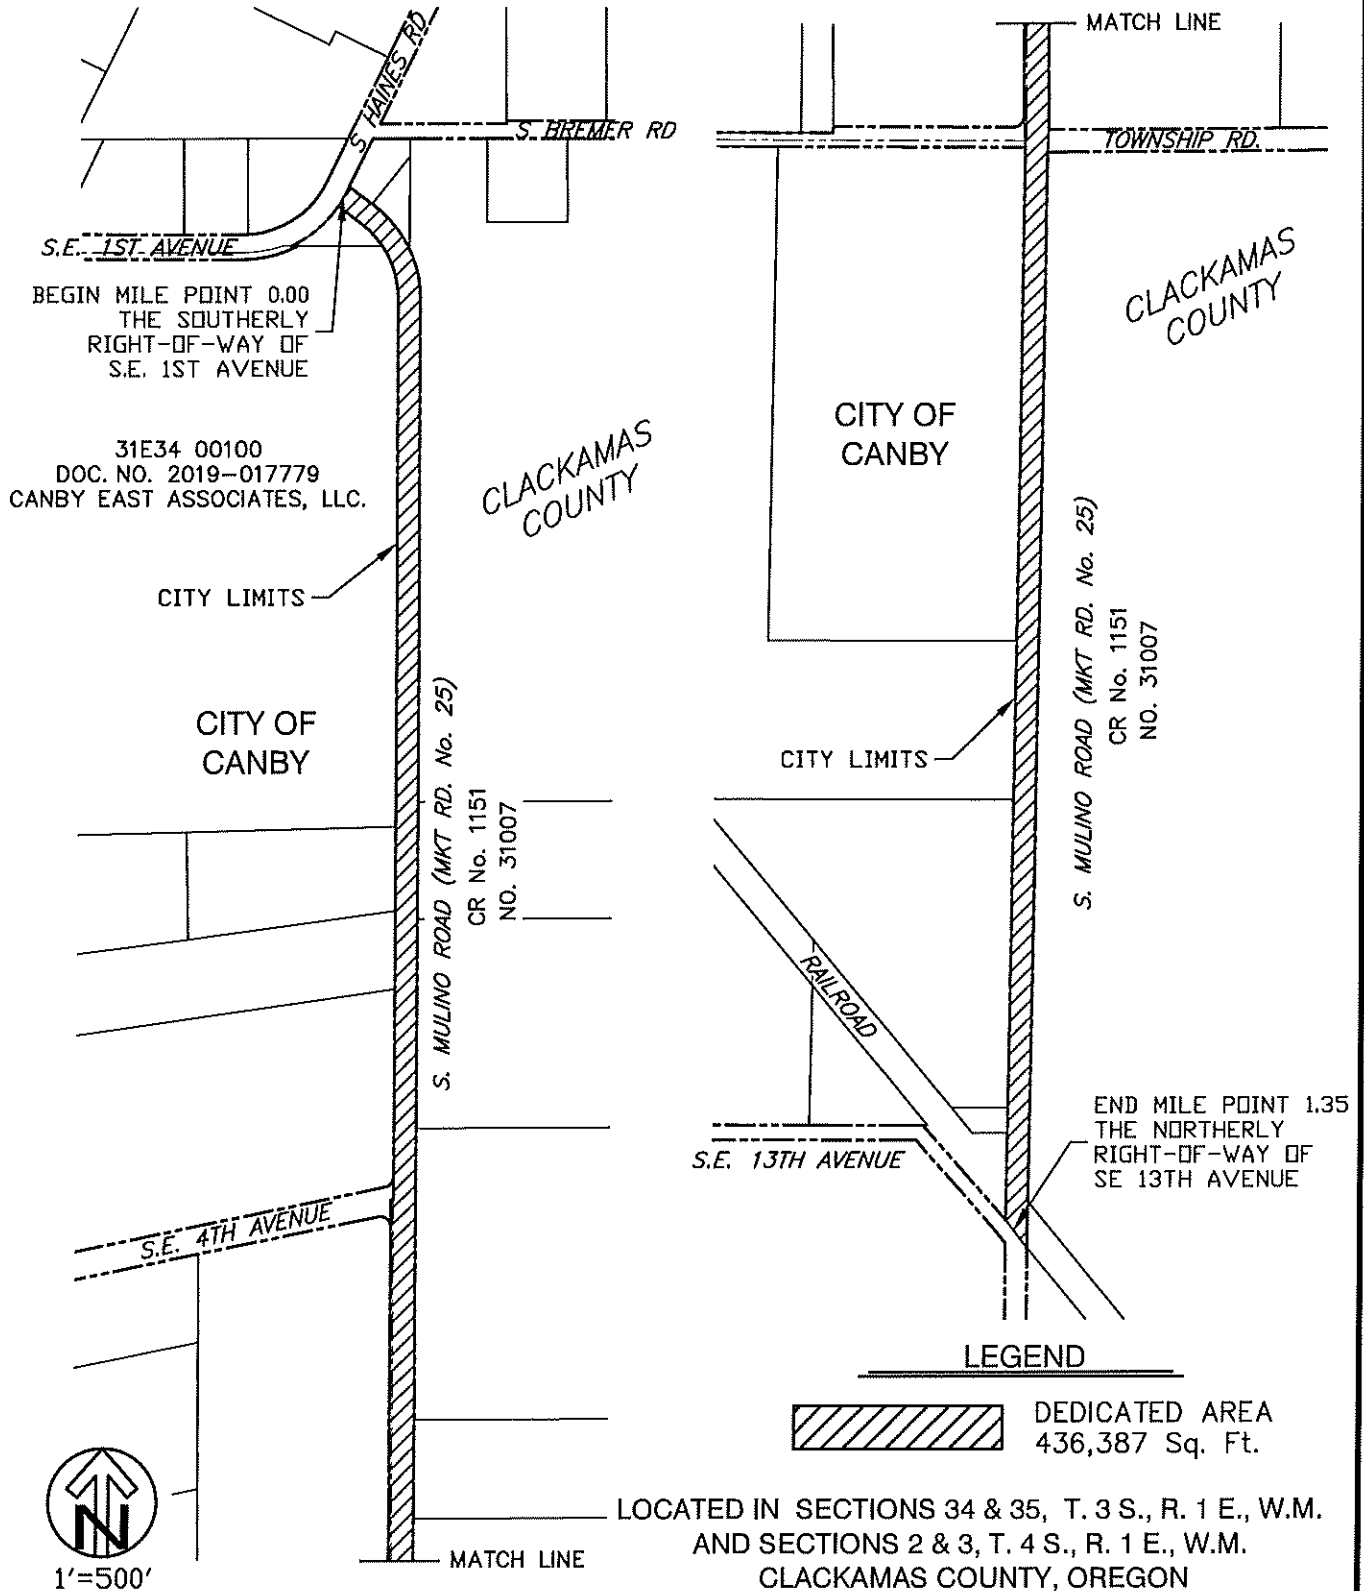 S HAINES RD
S. BREMER RD
S.E. 1ST AVENUE
BEGIN MILE POINT 0.00
THE SOUTHERLY
RIGHT-OF-WAY OF
S.E. 1ST AVENUE
31E34 00100
DOC. NO. 2019-017779
CANBY EAST ASSOCIATES, LLC.
CLACKAMAS
COUNTY
CITY LIMITS
CITY OF
CANBY
S. MULINO ROAD (MKT RD. No. 25)
CR No. 1151
NO. 31007
S.E. 4TH AVENUE
MATCH LINE
N
1'=500'
MATCH LINE
TOWNSHIP RD.
CLACKAMAS
COUNTY
CITY OF
CANBY
S. MULINO ROAD (MKT RD. No. 25)
CR No. 1151
NO. 31007
CITY LIMITS
RAILROAD
S.E. 13TH AVENUE
END MILE POINT 1.35
THE NORTHERLY
RIGHT-OF-WAY OF
SE 13TH AVENUE
LEGEND
DEDICATED AREA
436,387 Sq. Ft.
LOCATED IN SECTIONS 34 & 35, T. 3 S., R. 1 E., W.M.
AND SECTIONS 2 & 3, T. 4 S., R. 1 E., W.M.
CLACKAMAS COUNTY, OREGON